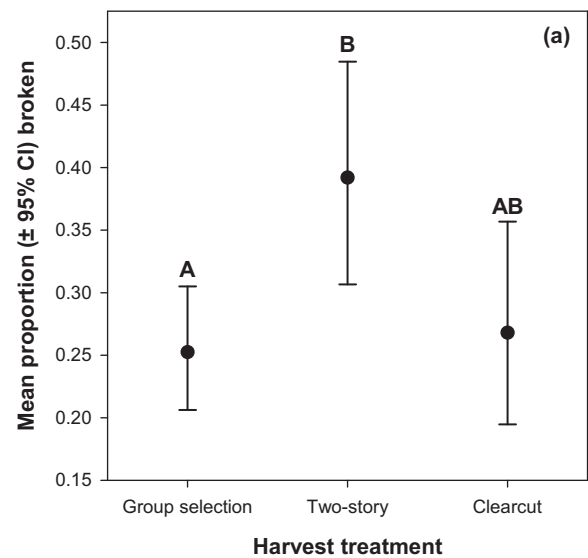 (a)
Mean proportion (± 95% CI) broken
0.50
0.45
0.40
0.35
0.30
0.25
0.20
0.15
A
B
AB
Group selection
Two-story
Clearcut
Harvest treatment